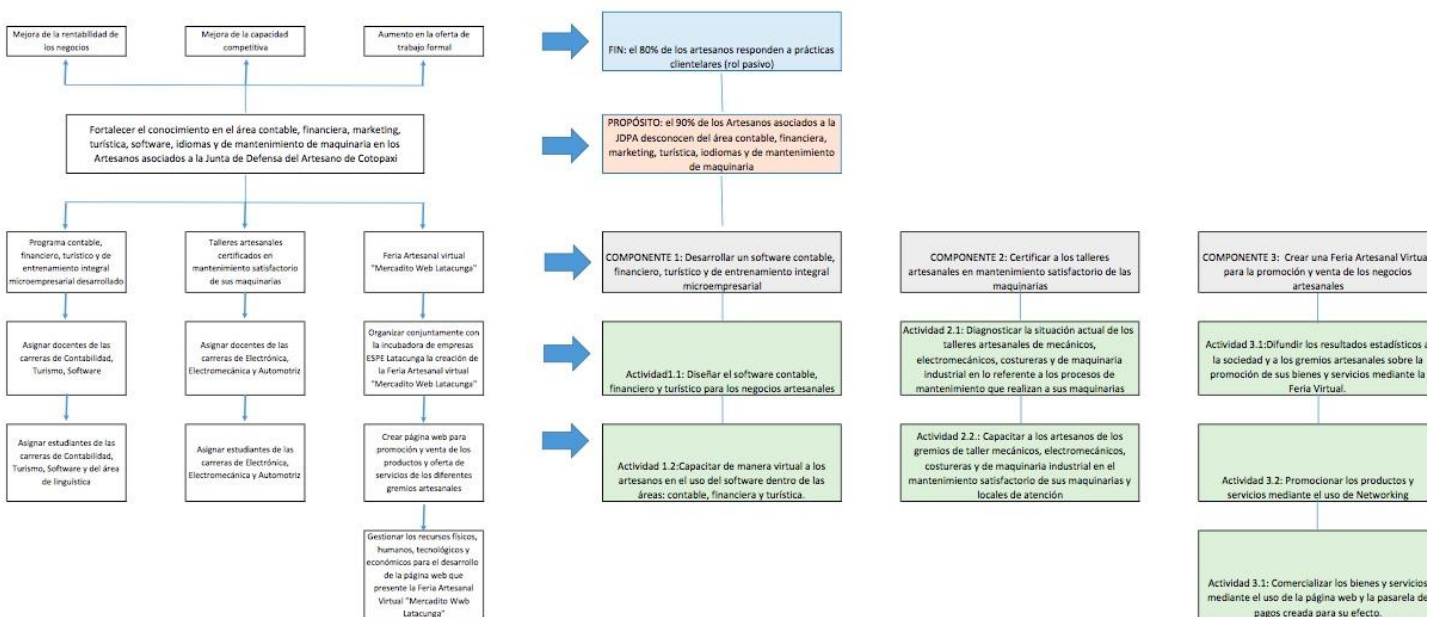 Mejora de la rentabilidad de
los negocios
Mejora de la capacidad
competitiva
Aumento en la oferta de
trabajo formal
FIN: el 80% de los artesanos responden a prácticas
clientelares (rol pasivo)
Fortalecer el conocimiento en el área contable, financiera, marketing,
turística, software, idiomas y de mantenimiento de maquinaria en los
Artesanos asociados a la Junta de Defensa del Artesano de Cotopaxi
PROPÓSITO: el 90% de los Artesanos asociados a la
JDPA desconocen del área contable, financiera,
marketing, turística, iodiomas y de mantenimiento
de maquinaria
Programa contable,
financiero, turístico y de
entrenamiento integral
microempresarial desarrollado
Talleres artesanales
certificados en
mantenimiento satisfactorio
de sus maquinarias
Feria Artesanal virtual
"Mercadito Web Latacunga"
COMPONENTE 1: Desarrollar un software contable,
financiero, turístico y de entrenamiento integral
microempresarial
COMPONENTE 2: Certificar a los talleres
artesanales en mantenimiento satisfactorio de las
maquinarias
COMPONENTE 3: Crear una Feria Artesanal Virtua
para la promoción y venta de los negocios
artesanales
Asignar docentes de las
carreras de Contabilidad,
Turismo, Software
Asignar docentes de las
carreras de Electrónica,
Electromecánica y Automotriz
Organizar conjuntamente con
la incubadora de empresas
ESPE Latacunga la creación de
la Feria Artesanal virtual
"Mercadito Web Latacunga"
Actividad1.1: Diseñar el software contable,
financiero y turístico para los negocios artesanales
Actividad 2.1: Diagnosticar la situación actual de los
talleres artesanales de mecánicos,
electromecánicos, costureras y de maquinaria
industrial en lo referente a los procesos de
mantenimiento que realizan a sus maquinarias
Actividad 3.1:Difundir los resultados estadísticos a
la sociedad y a los gremios artesanales sobre la
promoción de sus bienes y servicios mediante la
Feria Virtual.
Asignar estudiantes de las
carreras de Contabilidad,
Turismo, Software y del área
de linguística
Asignar estudiantes de las
carreras de Electrónica,
Electromecánica y Automotriz
Crear página web para
promoción y venta de los
productos y oferta de
servicios de los diferentes
gremios artesanales
Actividad 1.2:Capacitar de manera virtual a los
artesanos en el uso del software dentro de las
áreas: contable, financiera y turística.
Actividad 2.2.: Capacitar a los artesanos de los
gremios de taller mecánicos, electromecánicos,
costureras y de maquinaria industrial en el
mantenimiento satisfactorio de sus maquinarias y
locales de atención
Actividad 3.2: Promocionar los productos y
servicios mediante el uso de Networking
Gestionar los recursos físicos,
humanos, tecnológicos y
económicos para el desarrollo
de la página web que
presente la Feria Artesanal
Virtual "Mercadito Wwb
Latacunga"
Actividad 3.1: Comercializar los bienes y servicios
mediante el uso de la página web y la pasarela de
pagos creada para su efecto.